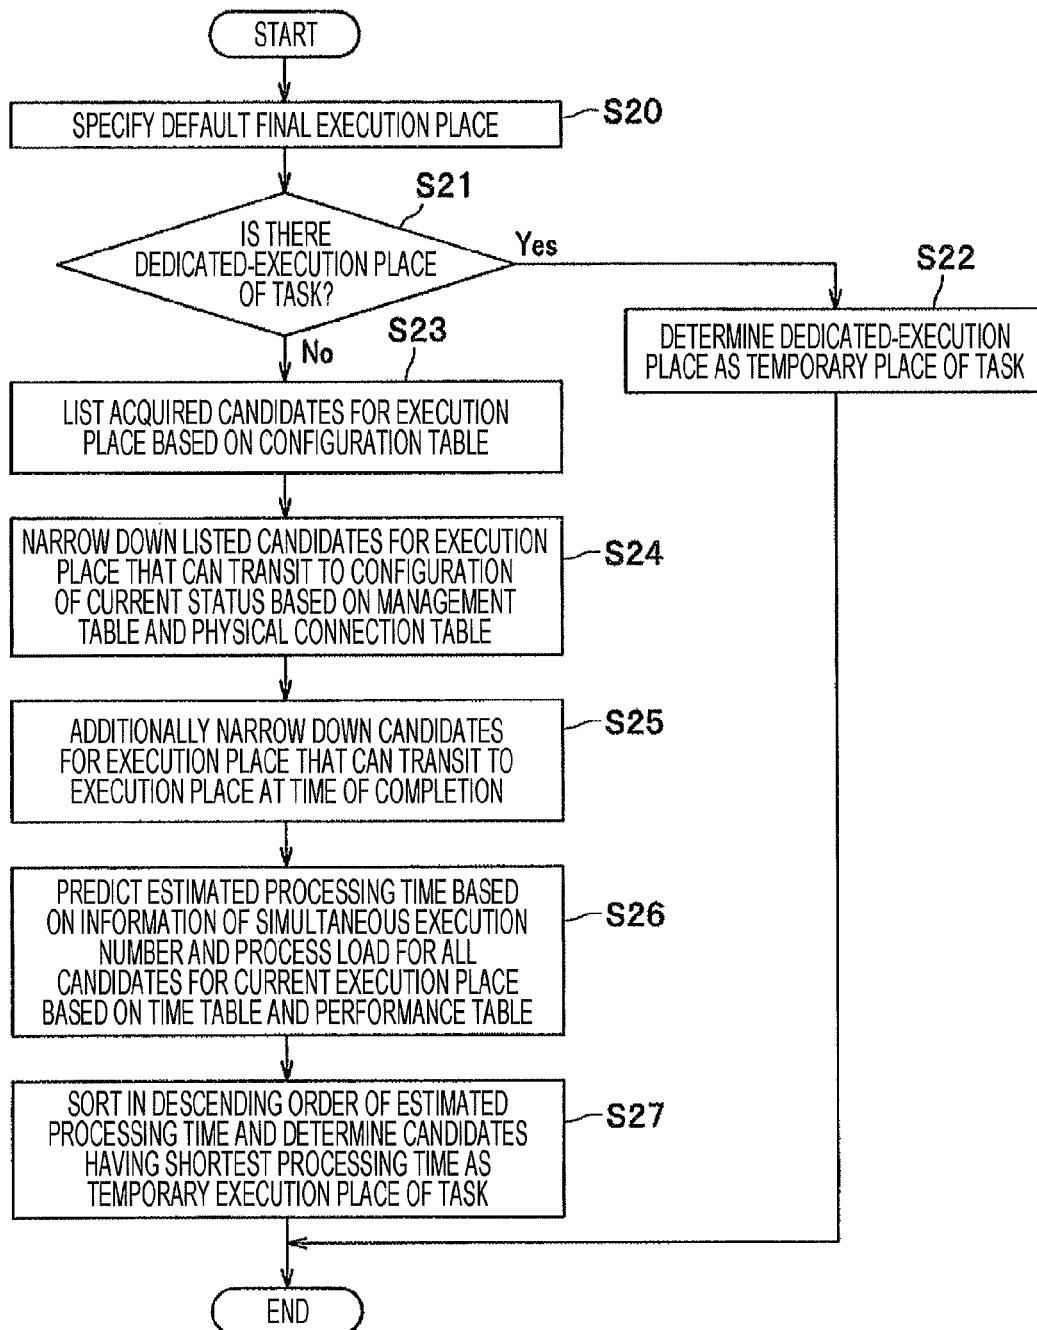 START
SPECIFY DEFAULT FINAL EXECUTION PLACE
S20
S21
IS THERE
DEDICATED-EXECUTION PLACE
OF TASK?
Yes
No
S22
DETERMINE DEDICATED-EXECUTION
PLACE AS TEMPORARY PLACE OF TASK
S23
LIST ACQUIRED CANDIDATES FOR EXECUTION
PLACE BASED ON CONFIGURATION TABLE
NARROW DOWN LISTED CANDIDATES FOR EXECUTION
PLACE THAT CAN TRANSIT TO CONFIGURATION
OF CURRENT STATUS BASED ON MANAGEMENT
TABLE AND PHYSICAL CONNECTION TABLE
S24
ADDITIONALLY NARROW DOWN CANDIDATES
FOR EXECUTION PLACE THAT CAN TRANSIT TO
EXECUTION PLACE AT TIME OF COMPLETION
S25
PREDICT ESTIMATED PROCESSING TIME BASED
ON INFORMATION OF SIMULTANEOUS EXECUTION
NUMBER AND PROCESS LOAD FOR ALL
CANDIDATES FOR CURRENT EXECUTION PLACE
BASED ON TIME TABLE AND PERFORMANCE TABLE
S26
SORT IN DESCENDING ORDER OF ESTIMATED
PROCESSING TIME AND DETERMINE CANDIDATES
HAVING SHORTEST PROCESSING TIME AS
TEMPORARY EXECUTION PLACE OF TASK
S27
END